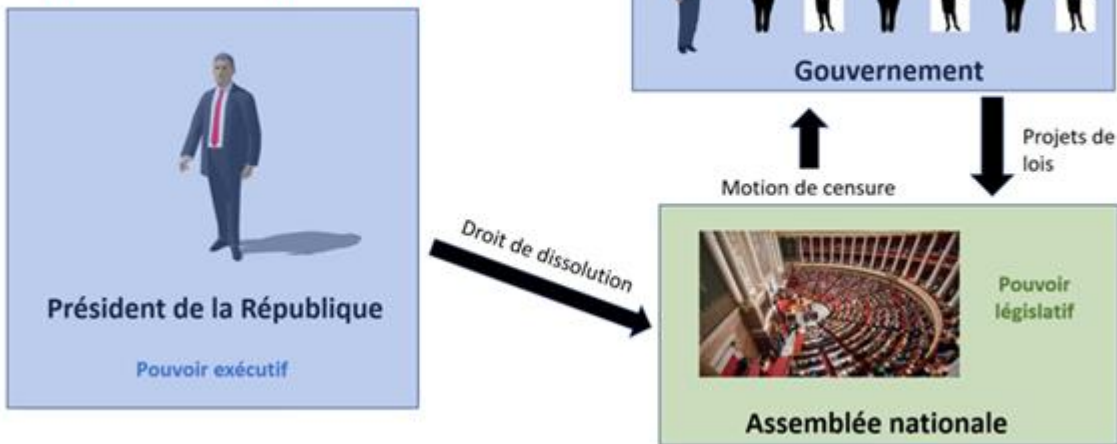 Gouvernement
Projets de
lois
Motion de censure
Droit de dissolution
Président de la République
Pouvoir exécutif
Pouvoir
législatif
Assemblée nationale